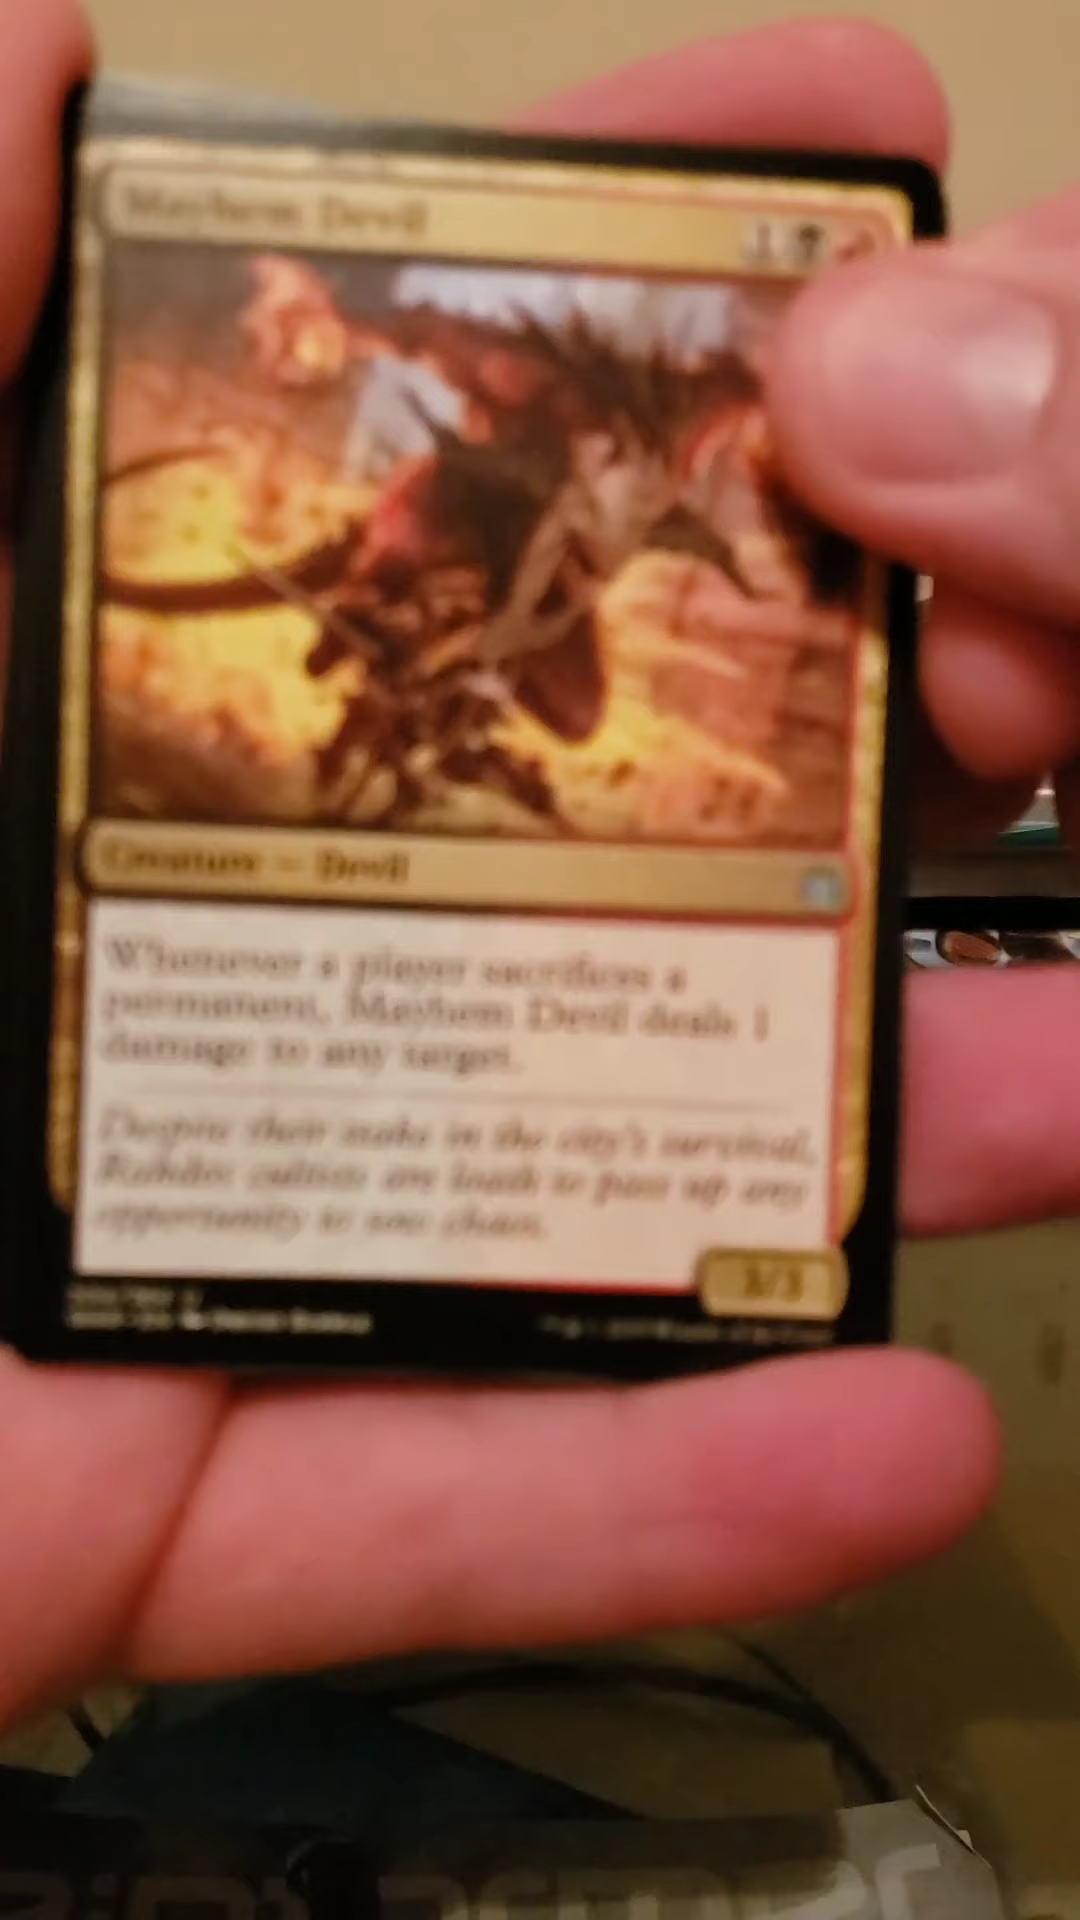 Mayhem Devil
1
Creature — Devil
Whenever a player sacrifices a
permanent, Mayhem Devil deals 1
damage to any target.
Despite their stake in the city's survival,
Rakdos cultists are loath to pass up any
opportunity to sow chaos.
3/3